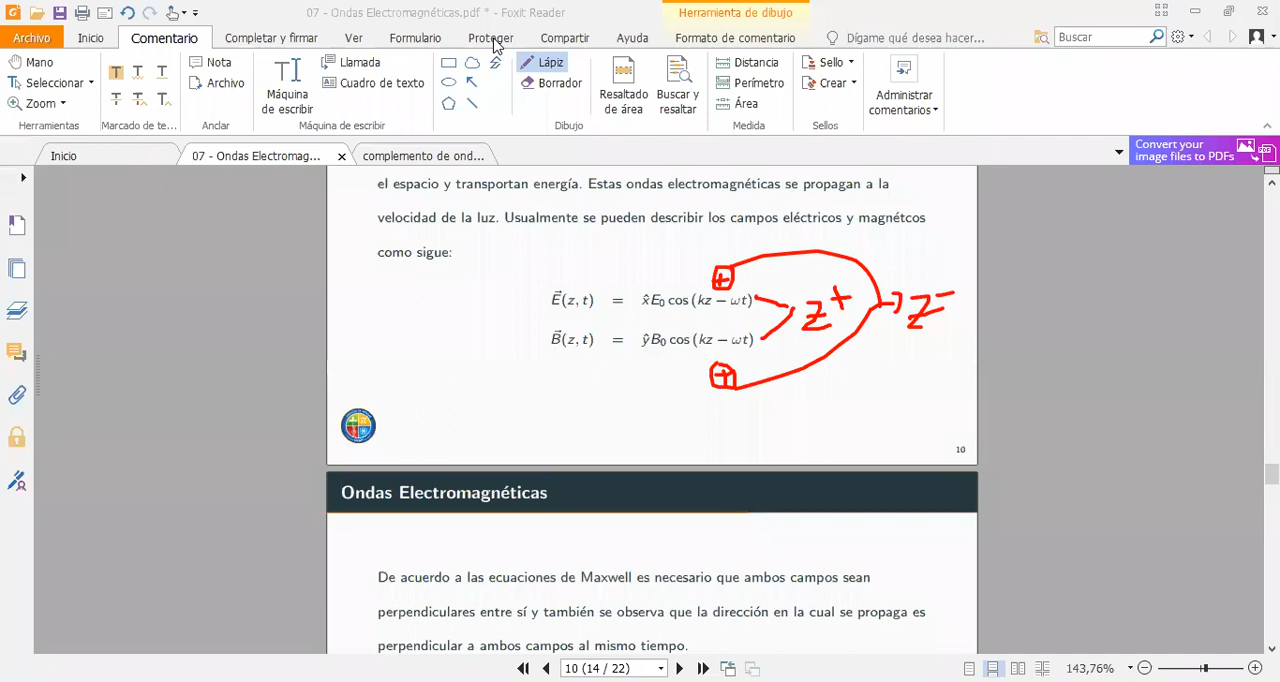 07 - Ondas Electromagnéticas.pdf * - Foxit Reader
Herramienta de dibujo
Archivo Inicio Comentario Completar y firmar Ver Formulario Proteger Compartir Ayuda Formato de comentario Dígame qué desea hacer... Buscar
Mano
Seleccionar
Zoom
Herramientas
Marcado de te...
Nota
Archivo
Anclar
Máquina de escribir
Llamada
Cuadro de texto
Máquina de escribir
Lápiz
Borrador
Dibujo
Resaltado de área
Buscar y resaltar
Distancia
Perímetro
Área
Medida
Sello
Crear
Sellos
Administrar comentarios
Inicio
07 - Ondas Electromag...
complemento de ond...
Convert your
image files to PDFs
el espacio y transportan energía. Estas ondas electromagnéticas se propagan a la
velocidad de la luz. Usualmente se pueden describir los campos eléctricos y magnétcos
como sigue:
+
E⃗(z, t) = x̂E₀ cos (kz − ωt)
z+
z−
B⃗(z, t) = ŷB₀ cos (kz − ωt)
+
10
Ondas Electromagnéticas
De acuerdo a las ecuaciones de Maxwell es necesario que ambos campos sean
perpendiculares entre sí y también se observa que la dirección en la cual se propaga es
perpendicular a ambos campos al mismo tiempo.
10 (14 / 22)
143,76%